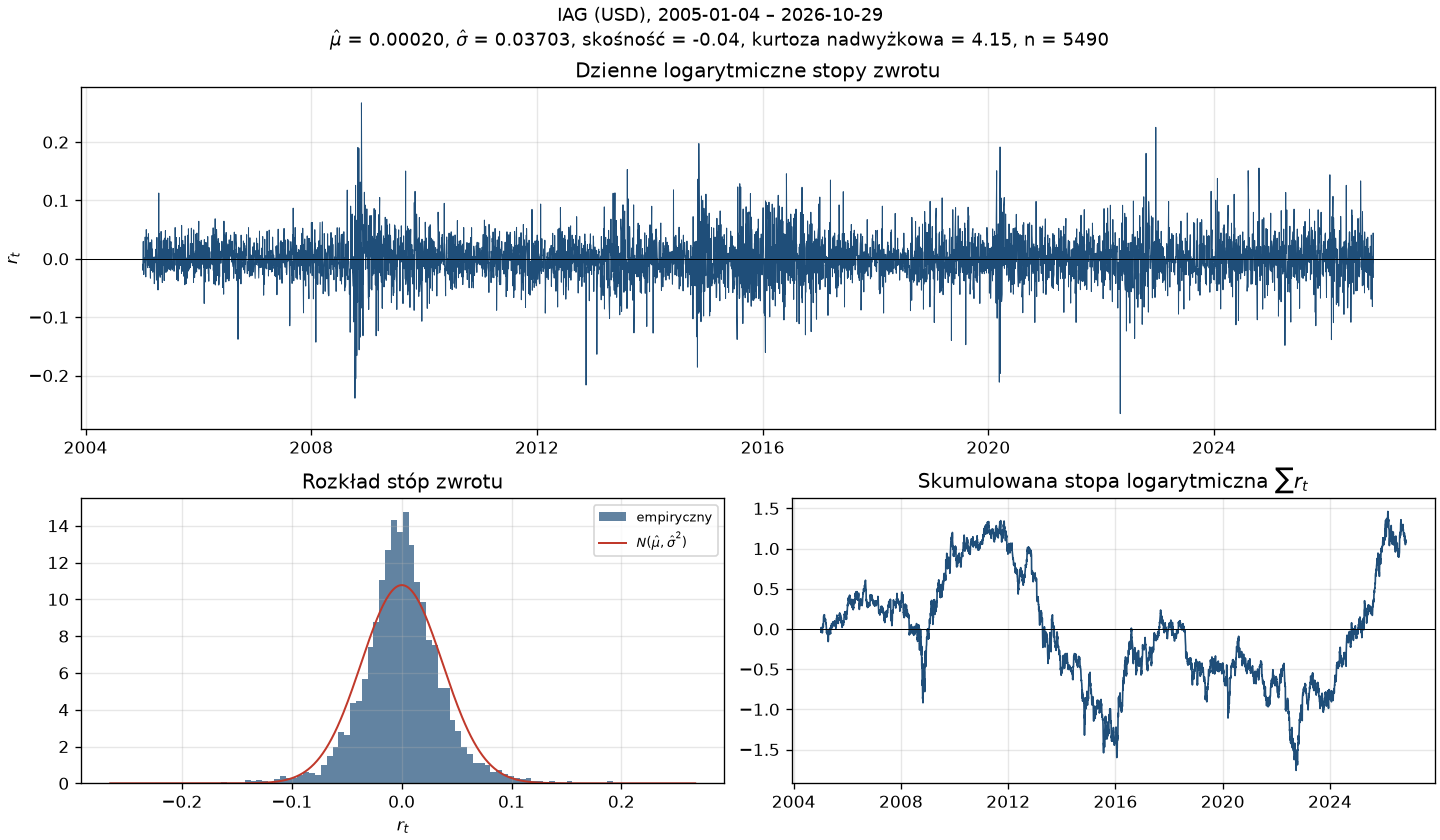 IAG (USD), 2005-01-04 – 2026-10-29
μ̂ = 0.00020, σ̂ = 0.03703, skośność = -0.04, kurtoza nadwyżkowa = 4.15, n = 5490
Dzienne logarytmiczne stopy zwrotu
r_t
0.2
0.1
0.0
−0.1
−0.2
2004 2008 2012 2016 2020 2024
Rozkład stóp zwrotu
empiryczny
N(μ̂, σ̂²)
14
12
10
8
6
4
2
0
−0.2 −0.1 0.0 0.1 0.2
r_t
Skumulowana stopa logarytmiczna ∑r_t
1.5
1.0
0.5
0.0
−0.5
−1.0
−1.5
2004 2008 2012 2016 2020 2024